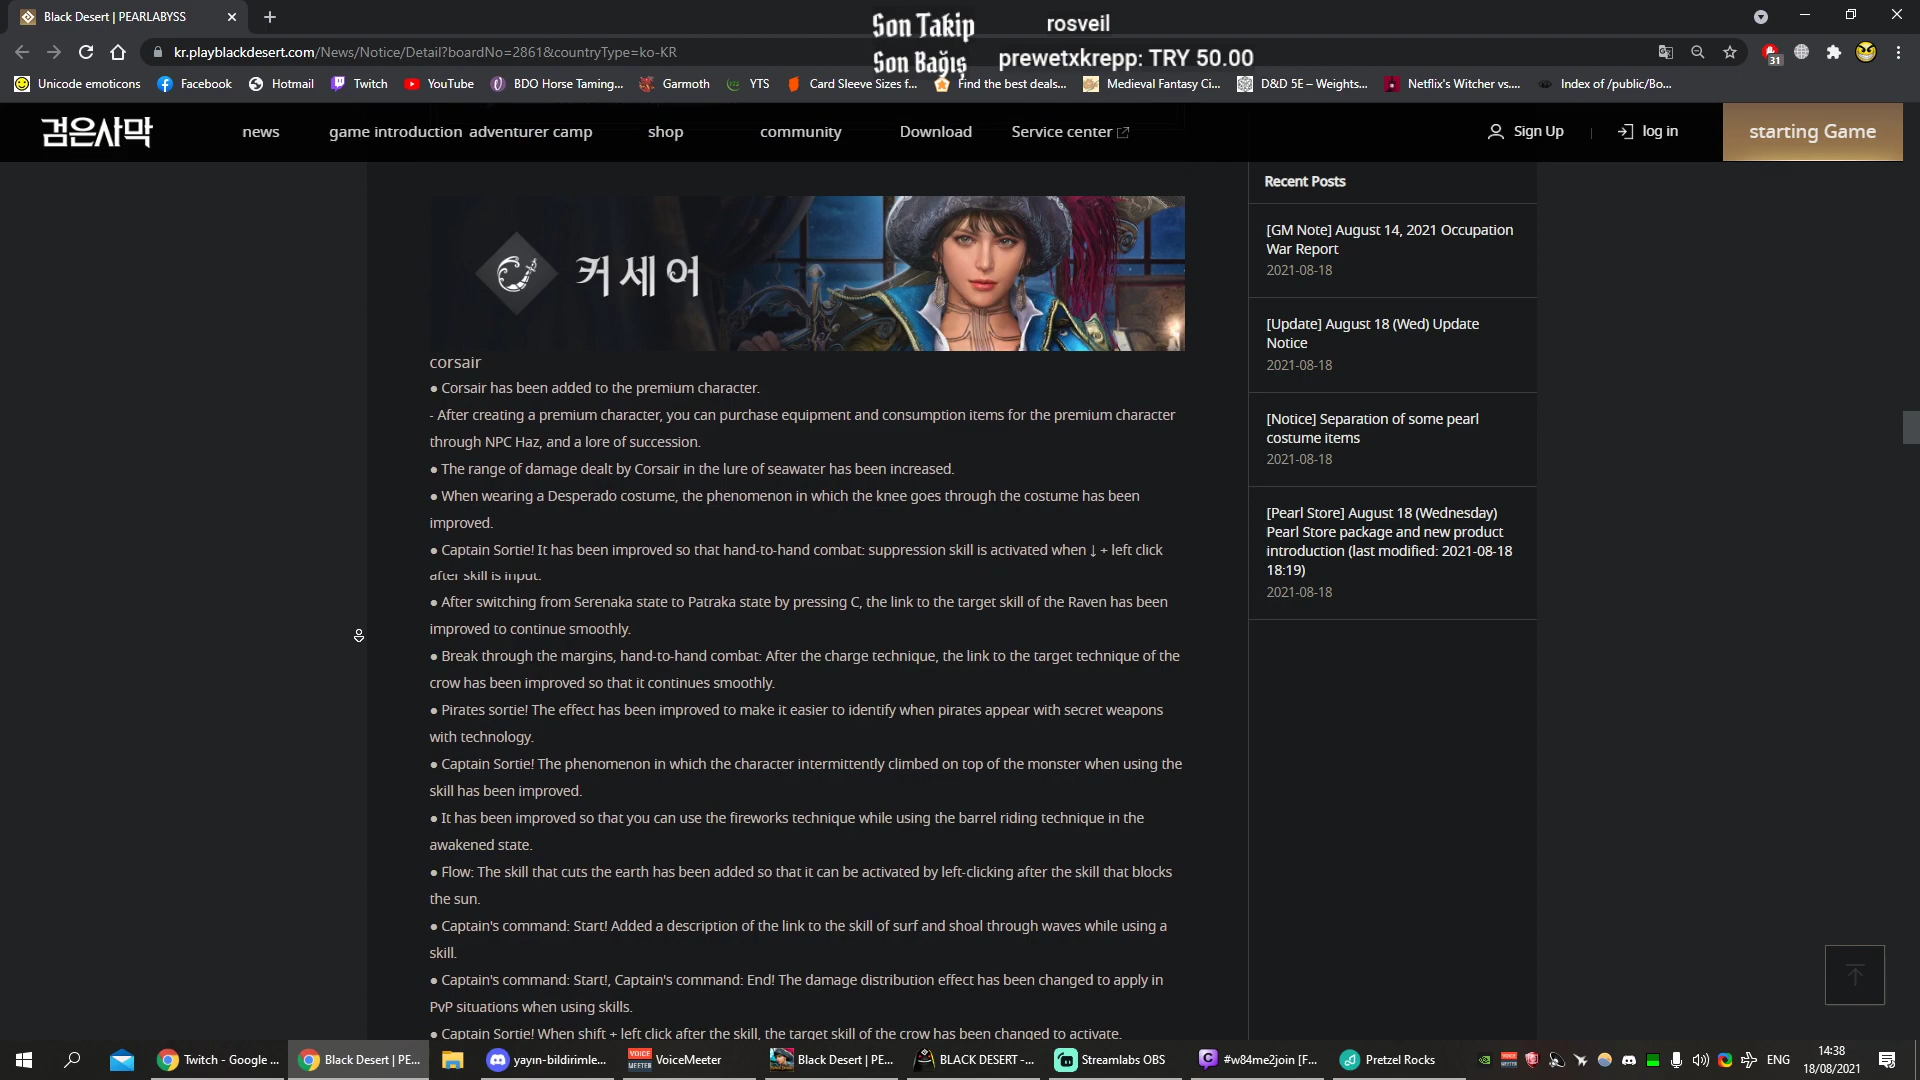 Black Desert | PEARLABYSS
Son Takip
rosveil
kr.playblackdesert.com/News/Notice/Detail?boardNo=2861&countryType=ko-KR
Son Bağış
prewetxkrepp: TRY 50.00
31
Unicode emoticons
Facebook
Hotmail
Twitch
YouTube
BDO Horse Taming...
Garmoth
YTS
Card Sleeve Sizes f...
Find the best deals...
Medieval Fantasy Ci...
D&D 5E – Weights...
Netflix's Witcher vs....
Index of /public/Bo...
검은사막
news
game introduction
adventurer camp
shop
community
Download
Service center
Sign Up
log in
starting Game
커세어
corsair
● Corsair has been added to the premium character.
- After creating a premium character, you can purchase equipment and consumption items for the premium character
through NPC Haz, and a lore of succession.
● The range of damage dealt by Corsair in the lure of seawater has been increased.
● When wearing a Desperado costume, the phenomenon in which the knee goes through the costume has been
improved.
● Captain Sortie! It has been improved so that hand-to-hand combat: suppression skill is activated when ↓ + left click
after skill is input.
● After switching from Serenaka state to Patraka state by pressing C, the link to the target skill of the Raven has been
improved to continue smoothly.
● Break through the margins, hand-to-hand combat: After the charge technique, the link to the target technique of the
crow has been improved so that it continues smoothly.
● Pirates sortie! The effect has been improved to make it easier to identify when pirates appear with secret weapons
with technology.
● Captain Sortie! The phenomenon in which the character intermittently climbed on top of the monster when using the
skill has been improved.
● It has been improved so that you can use the fireworks technique while using the barrel riding technique in the
awakened state.
● Flow: The skill that cuts the earth has been added so that it can be activated by left-clicking after the skill that blocks
the sun.
● Captain's command: Start! Added a description of the link to the skill of surf and shoal through waves while using a
skill.
● Captain's command: Start!, Captain's command: End! The damage distribution effect has been changed to apply in
PvP situations when using skills.
● Captain Sortie! When shift + left click after the skill, the target skill of the crow has been changed to activate.
Recent Posts
[GM Note] August 14, 2021 Occupation
War Report
2021-08-18
[Update] August 18 (Wed) Update
Notice
2021-08-18
[Notice] Separation of some pearl
costume items
2021-08-18
[Pearl Store] August 18 (Wednesday)
Pearl Store package and new product
introduction (last modified: 2021-08-18
18:19)
2021-08-18
Twitch - Google ...
Black Desert | PE...
yayın-bildirimle...
VOICE
MEETER
VoiceMeeter
Black Desert | PE...
BLACK DESERT -...
Streamlabs OBS
#w84me2join [F...
Pretzel Rocks
ENG
14:38
18/08/2021